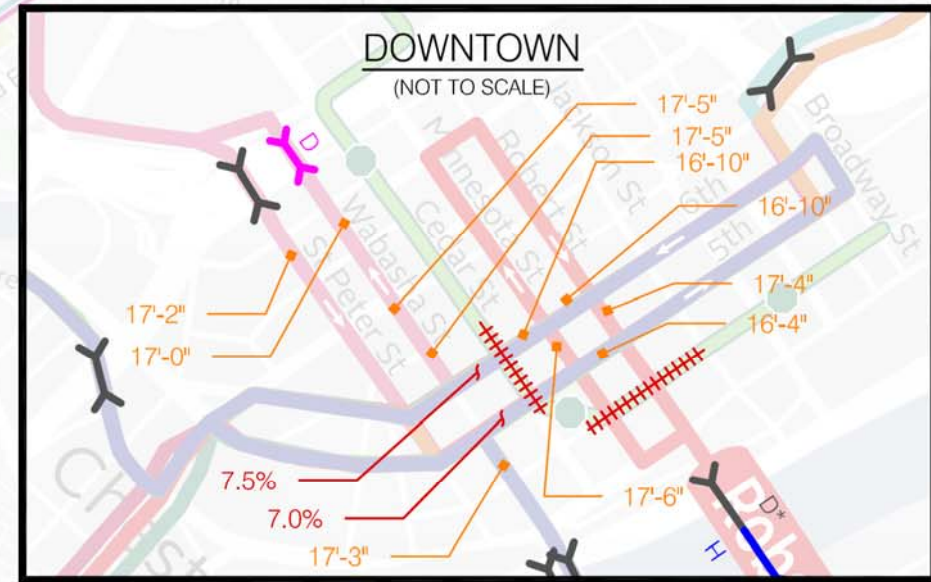 DOWNTOWN
(NOT TO SCALE)
17'-5"
17'-5"
16'-10"
16'-10"
17'-4"
16'-4"
17'-2"
17'-0"
7.5%
7.0%
17'-3"
17'-6"
D
D*
H
St Peter St
Wabasha St
Cedar St
Minnesota St
Robert St
Jackson St
6th
5th
Broadway St